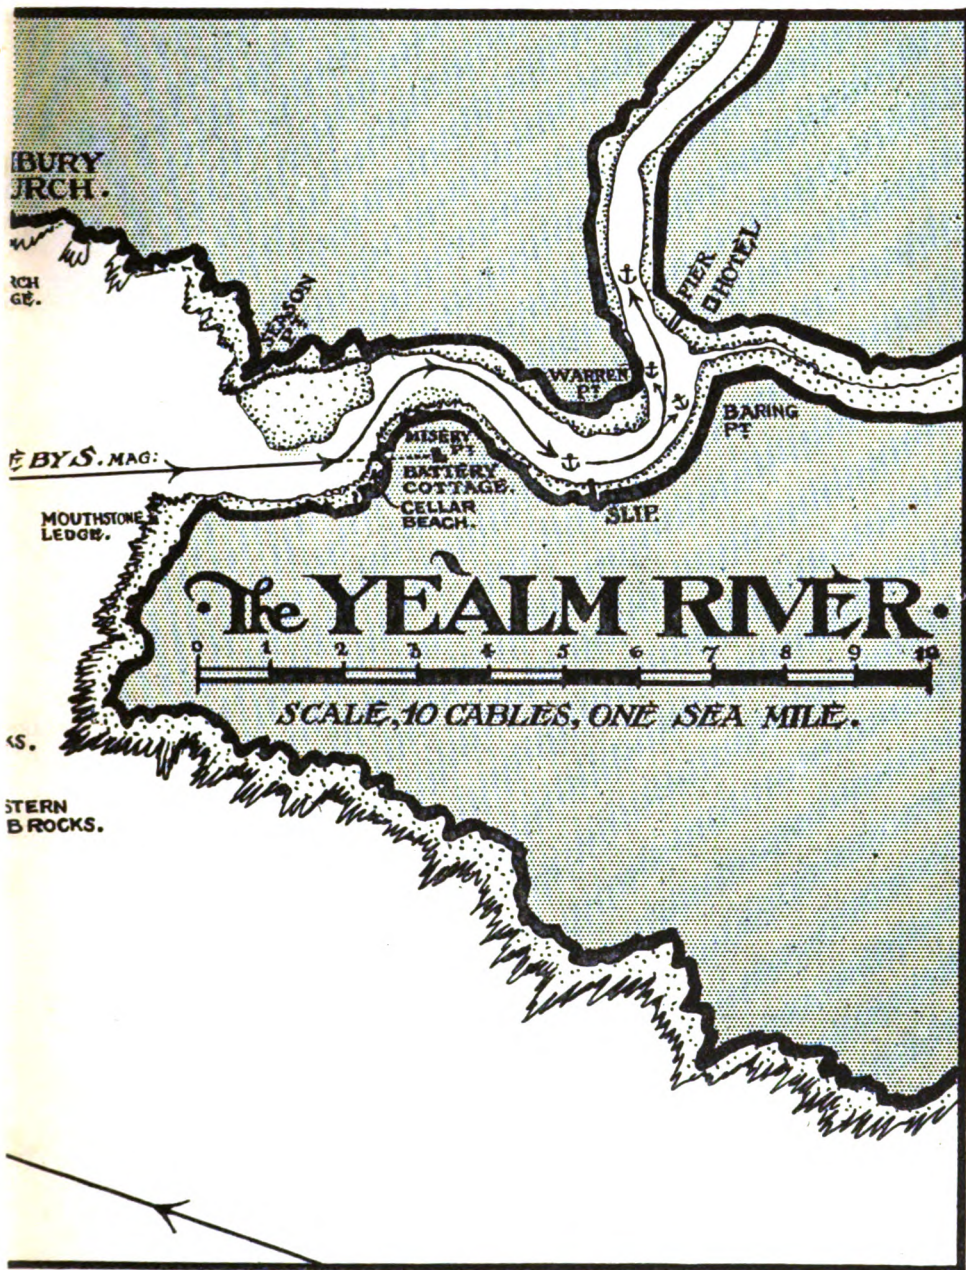 NBURY
URCH.
RCH
GE.
SEASON
PT
PIER
HOTEL
WARREN
PT
BARING
PT
E BY S. MAG:
MISERY
PT
BATTERY
COTTAGE.
CELLAR
BEACH.
SLIP.
MOUTHSTONE
LEDGE.
The YEALM RIVER.
0 1 2 3 4 5 6 7 8 9 10
SCALE, 10 CABLES, ONE SEA MILE.
KS.
STERN
B ROCKS.